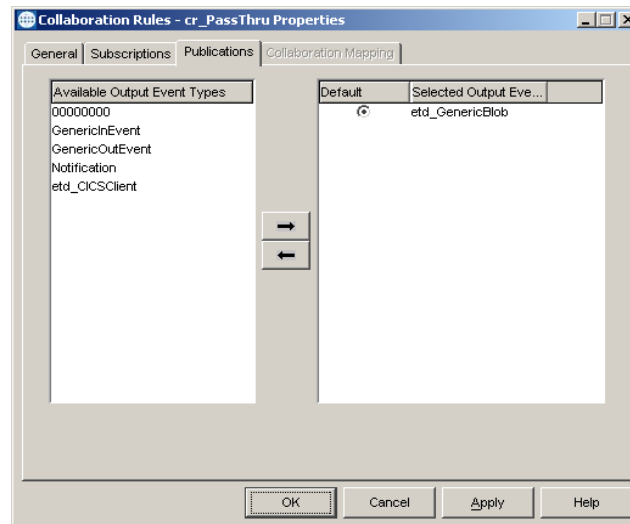 Collaboration Rules - cr_PassThru Properties
General Subscriptions Publications Collaboration Mapping
Available Output Event Types
00000000
GenericInEvent
GenericOutEvent
Notification
etd_CICSClient
Default Selected Output Eve...
etd_GenericBlob
OK Cancel Apply Help